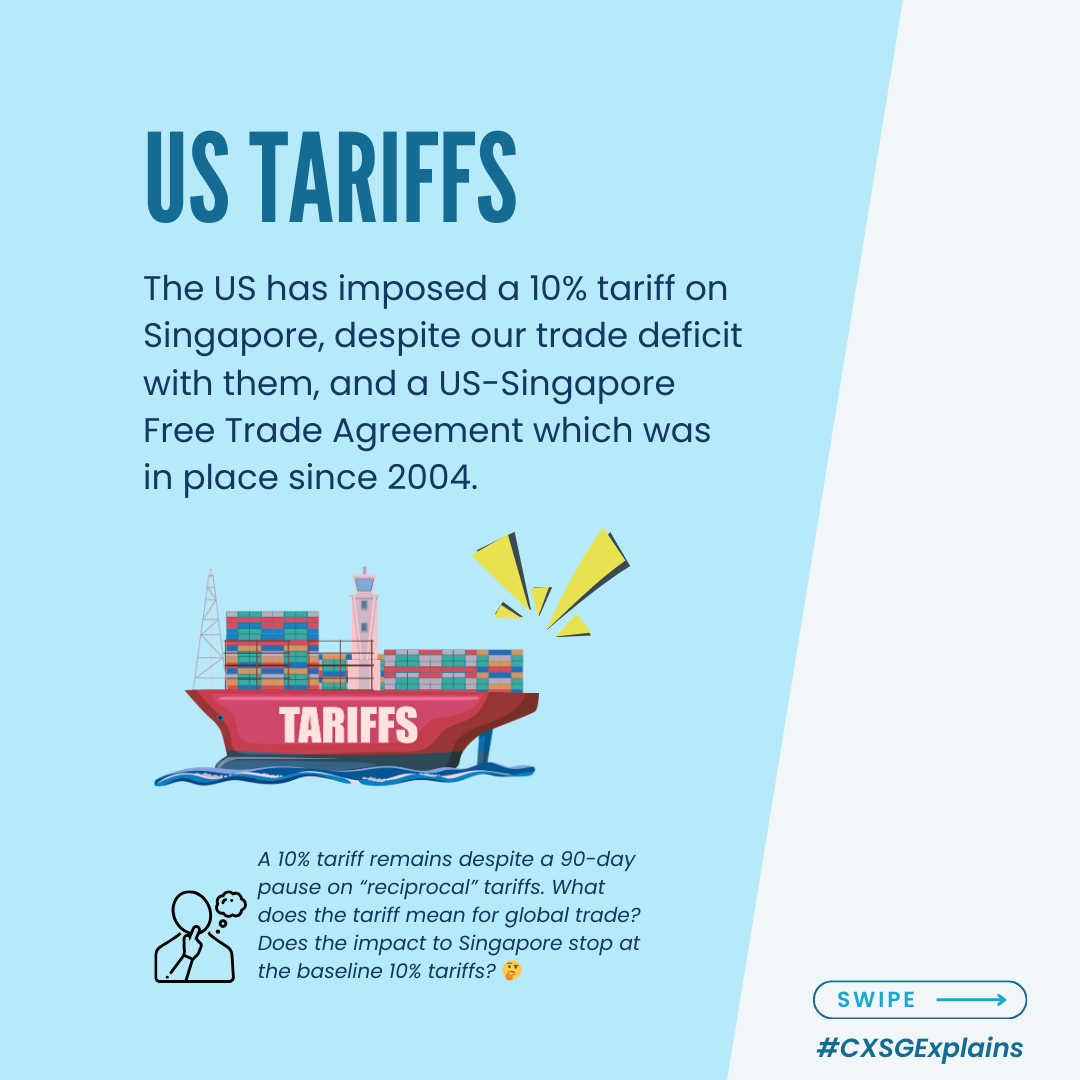 US TARIFFS
The US has imposed a 10% tariff on
Singapore, despite our trade deficit
with them, and a US-Singapore
Free Trade Agreement which was
in place since 2004.
TARIFFS
A 10% tariff remains despite a 90-day
pause on “reciprocal” tariffs. What
does the tariff mean for global trade?
Does the impact to Singapore stop at
the baseline 10% tariffs? 🤔
SWIPE
#CXSGExplains